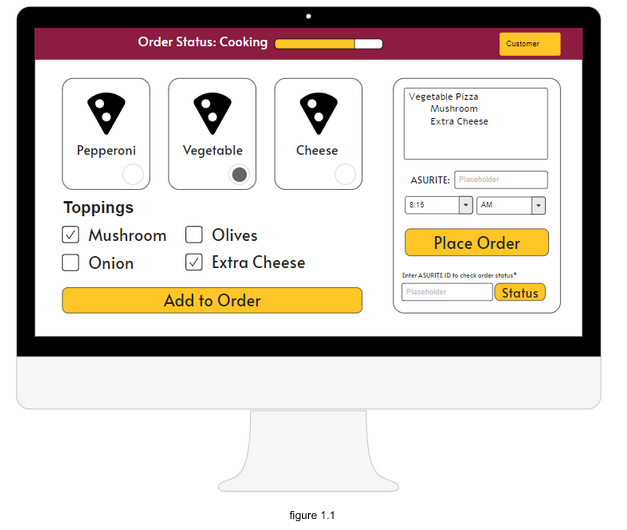 Order Status: Cooking
Customer
Pepperoni
Vegetable
Cheese
Toppings
Mushroom
Olives
Onion
Extra Cheese
Add to Order
Vegetable Pizza
Mushroom
Extra Cheese
ASURITE: Placeholder
8:15 AM
Place Order
Enter ASURITE ID to check order status*
Placeholder
Status
figure 1.1